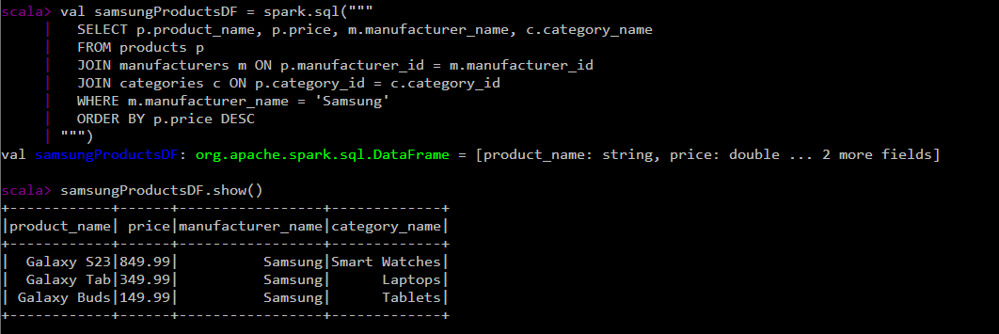 scala> val samsungProductsDF = spark.sql("""
     |   SELECT p.product_name, p.price, m.manufacturer_name, c.category_name
     |   FROM products p
     |   JOIN manufacturers m ON p.manufacturer_id = m.manufacturer_id
     |   JOIN categories c ON p.category_id = c.category_id
     |   WHERE m.manufacturer_name = 'Samsung'
     |   ORDER BY p.price DESC
     | """)
val samsungProductsDF: org.apache.spark.sql.DataFrame = [product_name: string, price: double ... 2 more fields]

scala> samsungProductsDF.show()
+------------+------+-----------------+-------------+
|product_name| price|manufacturer_name|category_name|
+------------+------+-----------------+-------------+
|  Galaxy S23|849.99|          Samsung|Smart Watches|
|  Galaxy Tab|349.99|          Samsung|      Laptops|
| Galaxy Buds|149.99|          Samsung|      Tablets|
+------------+------+-----------------+-------------+